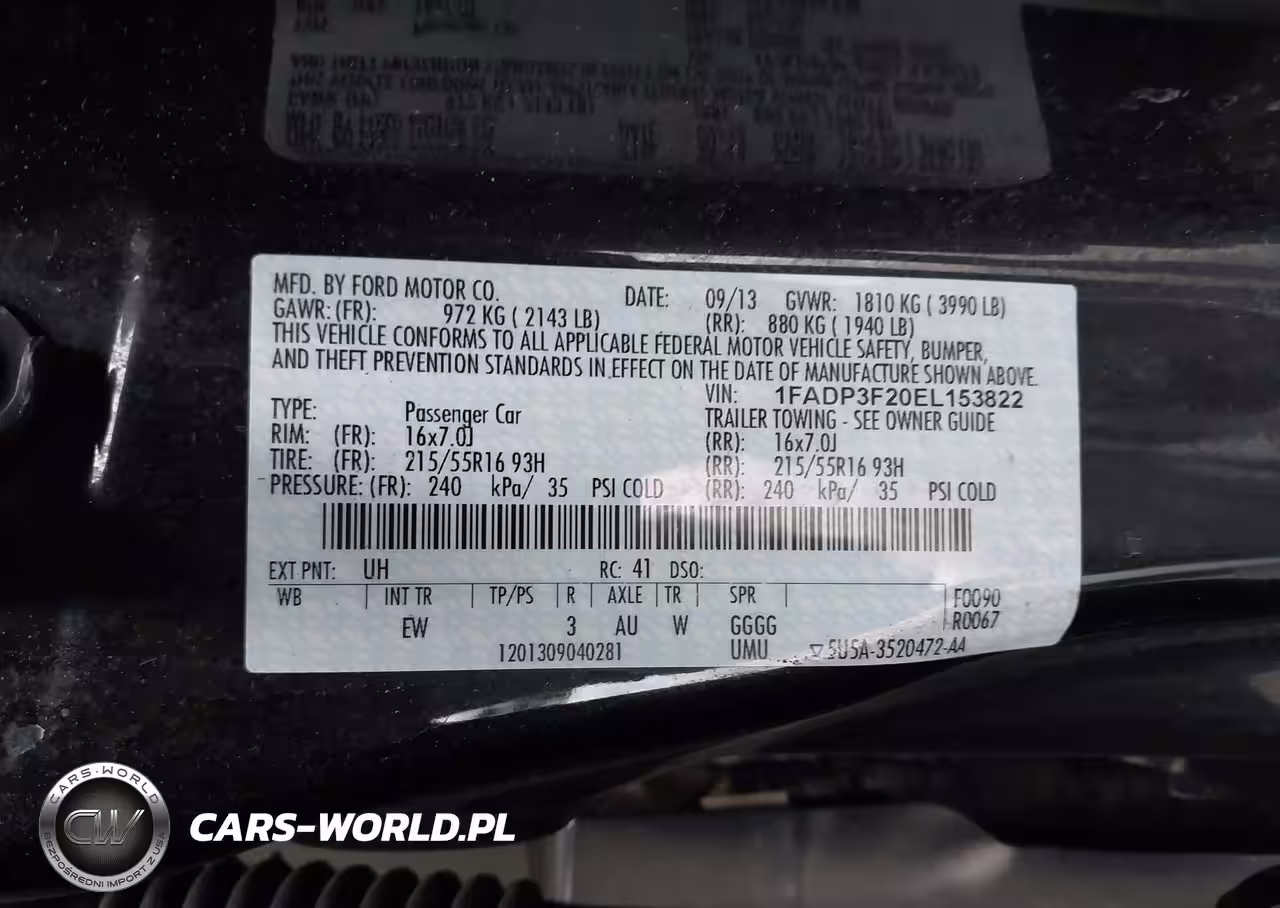 MFD. BY FORD MOTOR CO. DATE: 09/13 GVWR: 1810 KG ( 3990 LB)
GAWR: (FR): 972 KG ( 2143 LB) (RR): 880 KG ( 1940 LB)
THIS VEHICLE CONFORMS TO ALL APPLICABLE FEDERAL MOTOR VEHICLE SAFETY, BUMPER,
AND THEFT PREVENTION STANDARDS IN EFFECT ON THE DATE OF MANUFACTURE SHOWN ABOVE.
VIN: 1FADP3F20EL153822
TYPE: Passenger Car TRAILER TOWING - SEE OWNER GUIDE
RIM: (FR): 16x7.0J (RR): 16x7.0J
TIRE: (FR): 215/55R16 93H (RR): 215/55R16 93H
PRESSURE: (FR): 240 kPa/ 35 PSI COLD (RR): 240 kPa/ 35 PSI COLD
EXT PNT: UH RC: 41 DSO:
WB INT TR TP/PS R AXLE TR SPR F0090
EW 3 AU W GGGG R0067
1201309040281 UMU 5U5A-3520472-AA
CARS-WORLD
CW
BEZPOŚREDNI IMPORT Z USA
CARS-WORLD.PL